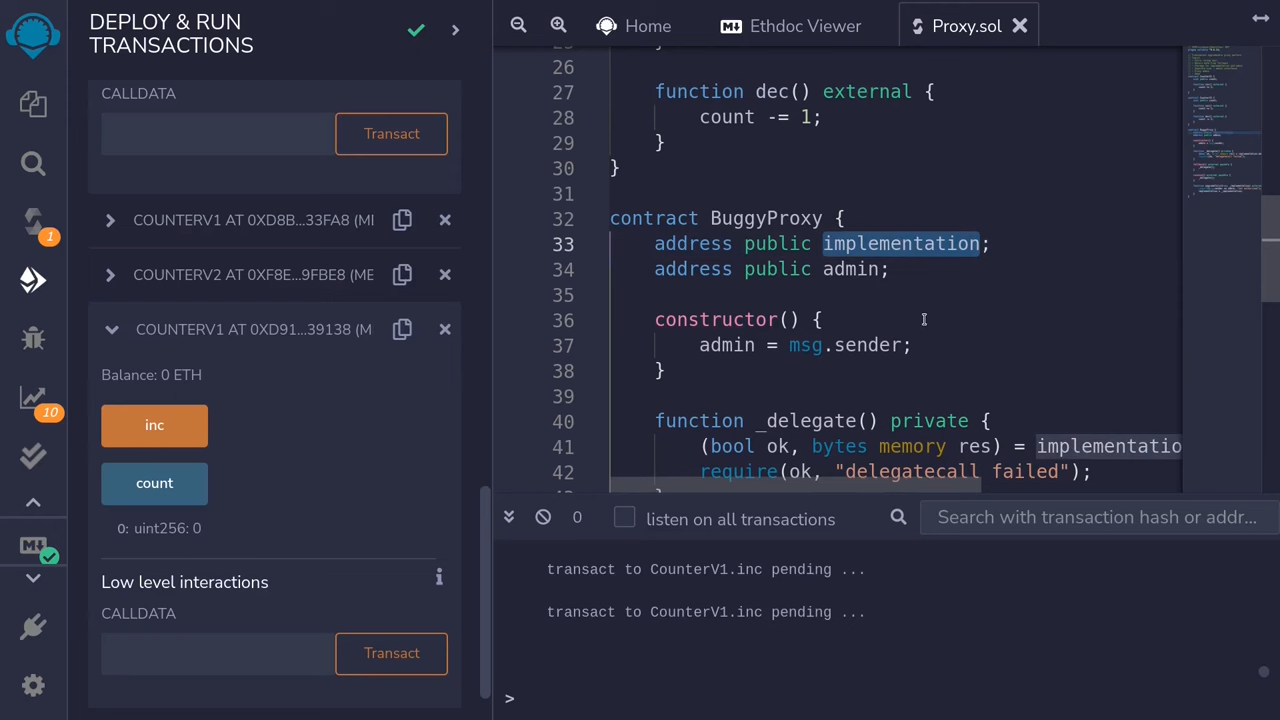 DEPLOY & RUN
TRANSACTIONS
CALLDATA
Transact
COUNTERV1 AT 0XD8B...33FA8 (MI
COUNTERV2 AT 0XF8E...9FBE8 (ME
COUNTERV1 AT 0XD91...39138 (M
Balance: 0 ETH
inc
count
0: uint256: 0
Low level interactions
i
CALLDATA
Transact
1
10
Home
Ethdoc Viewer
Proxy.sol
26
27 function dec() external {
28 count -= 1;
29 }
30 }
31
32 contract BuggyProxy {
33 address public implementation;
34 address public admin;
35
36 constructor() {
37 admin = msg.sender;
38 }
39
40 function _delegate() private {
41 (bool ok, bytes memory res) = implementatio
42 require(ok, "delegatecall failed");
0
listen on all transactions
Search with transaction hash or addr...
transact to CounterV1.inc pending ...
transact to CounterV1.inc pending ...
>